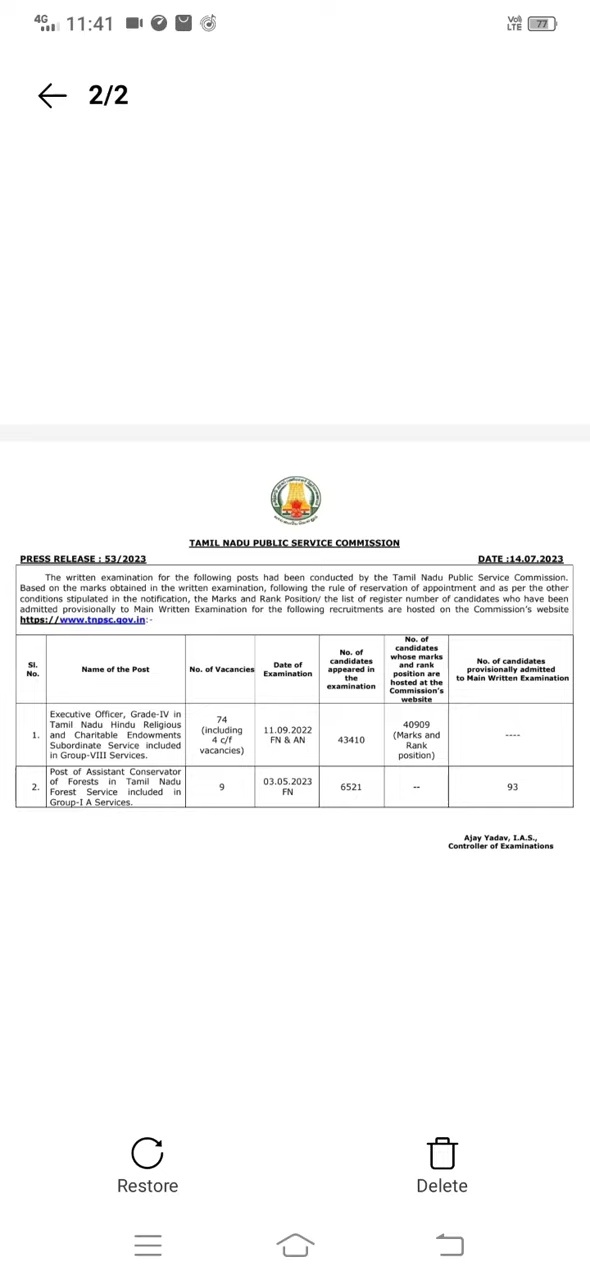 4G 11:41 Vo) LTE 77
2/2
TAMIL NADU PUBLIC SERVICE COMMISSION
PRESS RELEASE : 53/2023 DATE :14.07.2023
The written examination for the following posts had been conducted by the Tamil Nadu Public Service Commission.
Based on the marks obtained in the written examination, following the rule of reservation of appointment and as per the other
conditions stipulated in the notification, the Marks and Rank Position/ the list of register number of candidates who have been
admitted provisionally to Main Written Examination for the following recruitments are hosted on the Commission's website
https://www.tnpsc.gov.in:-
Sl.
No.
Name of the Post
No. of Vacancies
Date of
Examination
No. of
candidates
appeared in
the
examination
No. of
candidates
whose marks
and rank
position are
hosted at the
Commission's
website
No. of candidates
provisionally admitted
to Main Written Examination
1.
Executive Officer, Grade-IV in
Tamil Nadu Hindu Religious
and Charitable Endowments
Subordinate Service included
in Group-VIII Services.
74
(including
4 c/f
vacancies)
11.09.2022
FN & AN
43410
40909
(Marks and
Rank
position)
----
2.
Post of Assistant Conservator
of Forests in Tamil Nadu
Forest Service included in
Group-I A Services.
9
03.05.2023
FN
6521
--
93
Ajay Yadav, I.A.S.,
Controller of Examinations
Restore
Delete